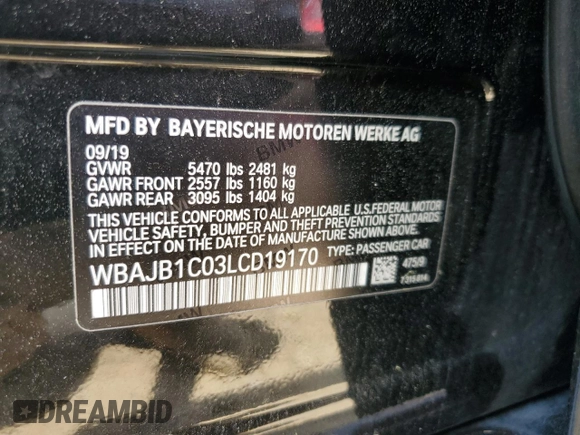 MFD BY BAYERISCHE MOTOREN WERKE AG
09/19
GVWR 5470 lbs 2481 kg
GAWR FRONT 2557 lbs 1160 kg
GAWR REAR 3095 lbs 1404 kg
THIS VEHICLE CONFORMS TO ALL APPLICABLE U.S.FEDERAL MOTOR
VEHICLE SAFETY, BUMPER, AND THEFT PREVENTION STANDARDS
IN EFFECT ON THE DATE OF MANUFACTURE SHOWN ABOVE.
WBAJB1C03LCD19170 TYPE: PASSENGER CAR
475/9
DREAMBID